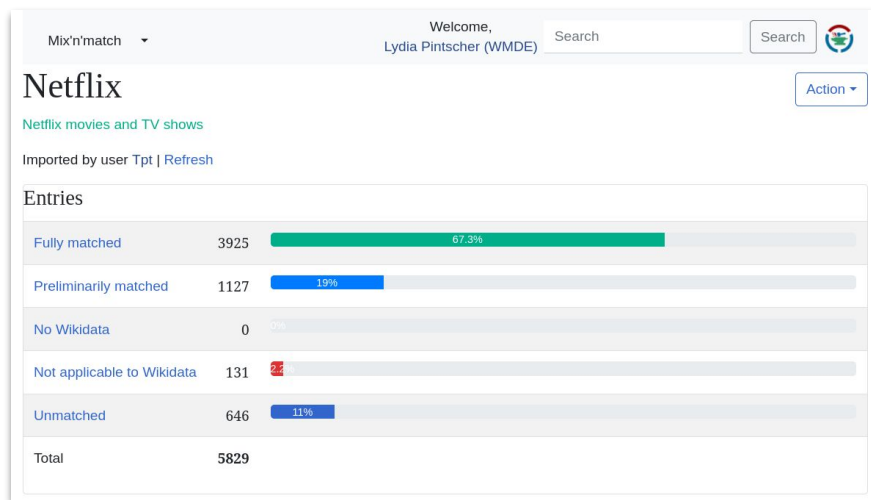 Mix'n'match
Welcome,
Lydia Pintscher (WMDE)
Search
Search
Netflix
Action
Netflix movies and TV shows
Imported by user Tpt | Refresh
Entries
Fully matched 3925 67.3%
Preliminarily matched 1127 19%
No Wikidata 0 0%
Not applicable to Wikidata 131 2.2%
Unmatched 646 11%
Total 5829